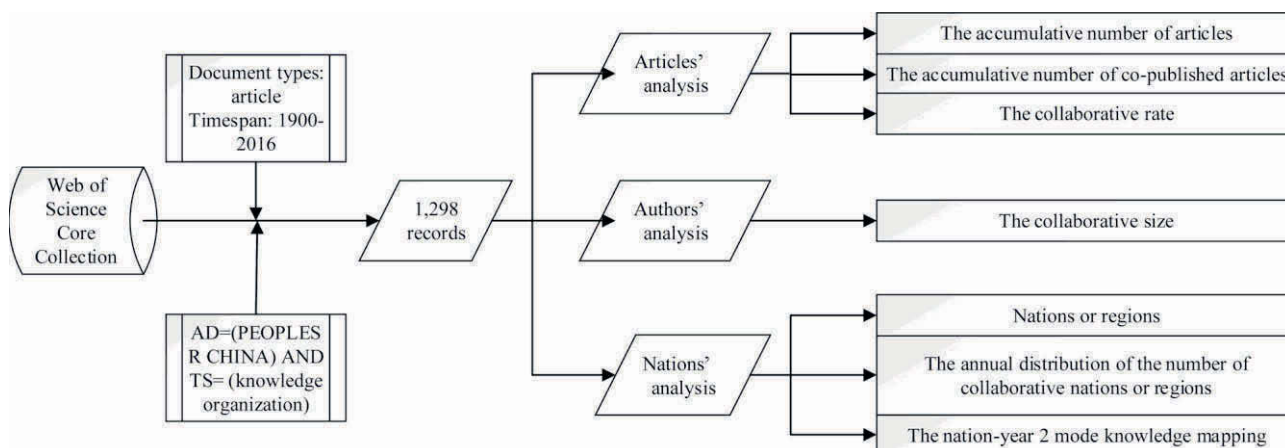 Web of
Science
Core
Collection
Document types:
article
Timespan: 1900-
2016
AD=(PEOPLES
R CHINA) AND
TS= (knowledge
organization)
1,298
records
Articles'
analysis
The accumulative number of articles
The accumulative number of co-published articles
The collaborative rate
Authors'
analysis
The collaborative size
Nations'
analysis
Nations or regions
The annual distribution of the number of
collaborative nations or regions
The nation-year 2 mode knowledge mapping